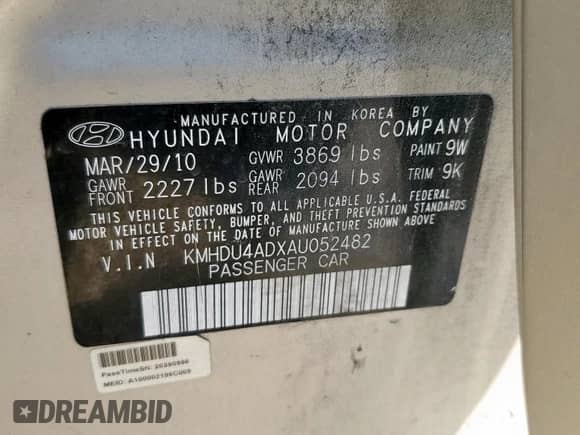 MANUFACTURED IN KOREA BY
HYUNDAI MOTOR COMPANY
MAR/29/10 GVWR 3869 lbs PAINT 9W
GAWR FRONT 2227 lbs GAWR REAR 2094 lbs TRIM 9K
THIS VEHICLE CONFORMS TO ALL APPLICABLE U.S.A. FEDERAL
MOTOR VEHICLE SAFETY, BUMPER, AND THEFT PREVENTION STANDARDS
IN EFFECT ON THE DATE OF MANUFACTURE SHOWN ABOVE.
V.I.N KMHDU4ADXAU052482
PASSENGER CAR
PassTimeSN:
MEID:
DREAMBID